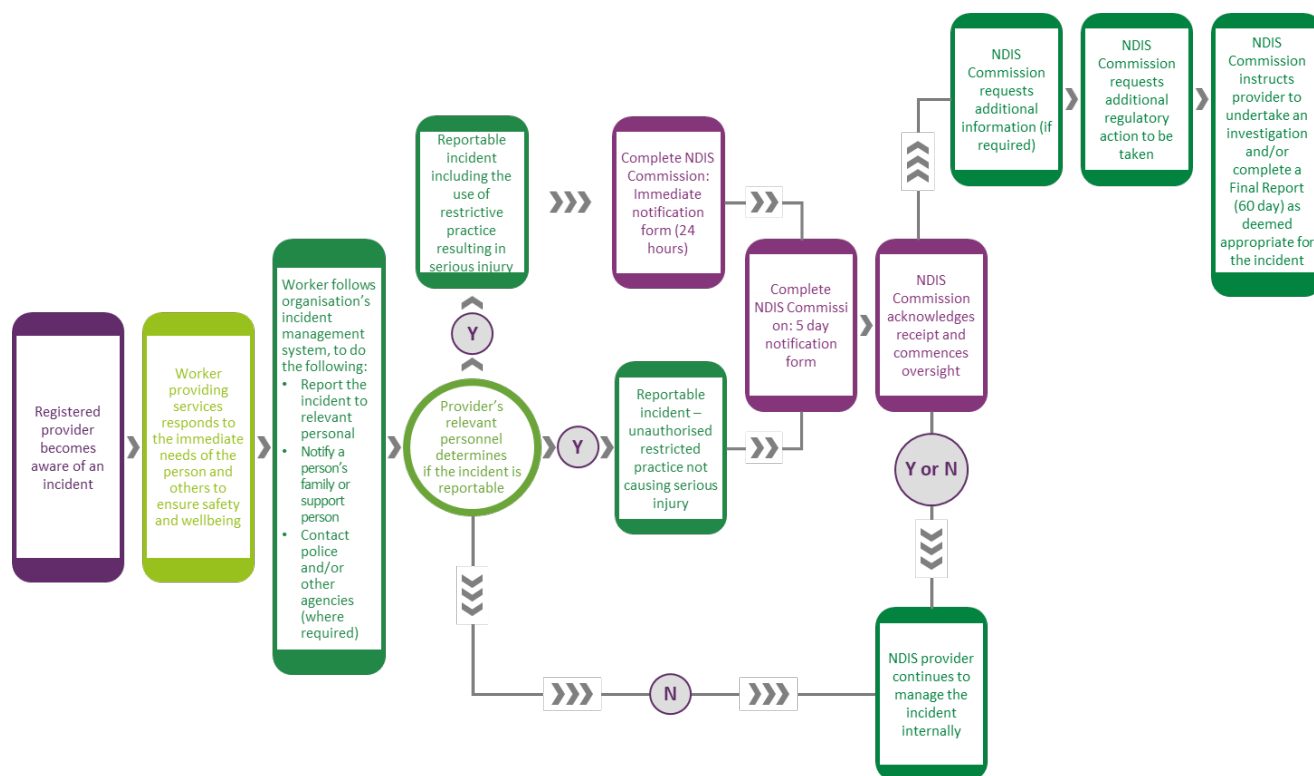 Registered
provider
becomes
aware of an
incident
Worker
providing
services
responds to
the immediate
needs of the
person and
others to
ensure safety
and wellbeing
Worker follows
organisation's
incident
management
system, to do
the following:
• Report the
incident to
relevant
personal
• Notify a
person's
family or
support
person
• Contact
police
and/or
other
agencies
(where
required)
Provider's
relevant
personnel
determines
if the incident is
reportable
Y
Reportable
incident
including the
use of
restrictive
practice
resulting in
serious injury
Complete NDIS
Commission:
Immediate
notification
form (24
hours)
Y
Reportable
incident –
unauthorised
restricted
practice not
causing serious
injury
Complete
NDIS Commissi
on: 5 day
notification
form
NDIS
Commission
acknowledges
receipt and
commences
oversight
NDIS
Commission
requests
additional
information (if
required)
NDIS
Commission
requests
additional
regulatory
action to be
taken
NDIS
Commission
instructs
provider to
undertake an
investigation
and/or
complete a
Final Report
(60 day) as
deemed
appropriate for
the incident
Y or N
N
NDIS provider
continues to
manage the
incident
internally